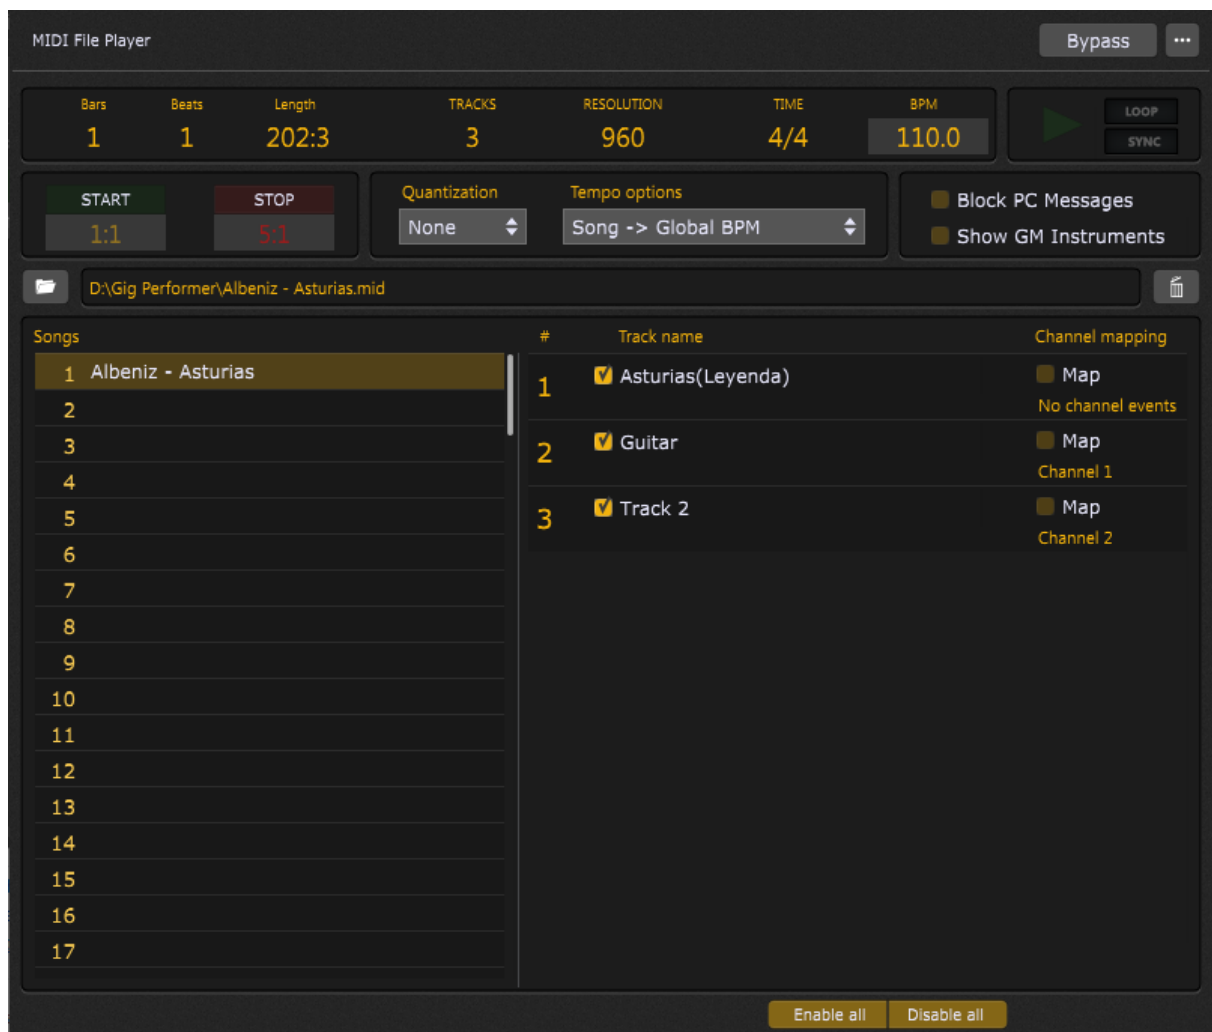 MIDI File Player Bypass ...
Bars Beats Length TRACKS RESOLUTION TIME BPM
1 1 202:3 3 960 4/4 110.0
LOOP
SYNC
START STOP
1:1 5:1
Quantization Tempo options
None Song -> Global BPM
Block PC Messages
Show GM Instruments
D:\Gig Performer\Albeniz - Asturias.mid
Songs
1 Albeniz - Asturias
2
3
4
5
6
7
8
9
10
11
12
13
14
15
16
17
# Track name Channel mapping
1 Asturias(Leyenda) Map
No channel events
2 Guitar Map
Channel 1
3 Track 2 Map
Channel 2
Enable all Disable all